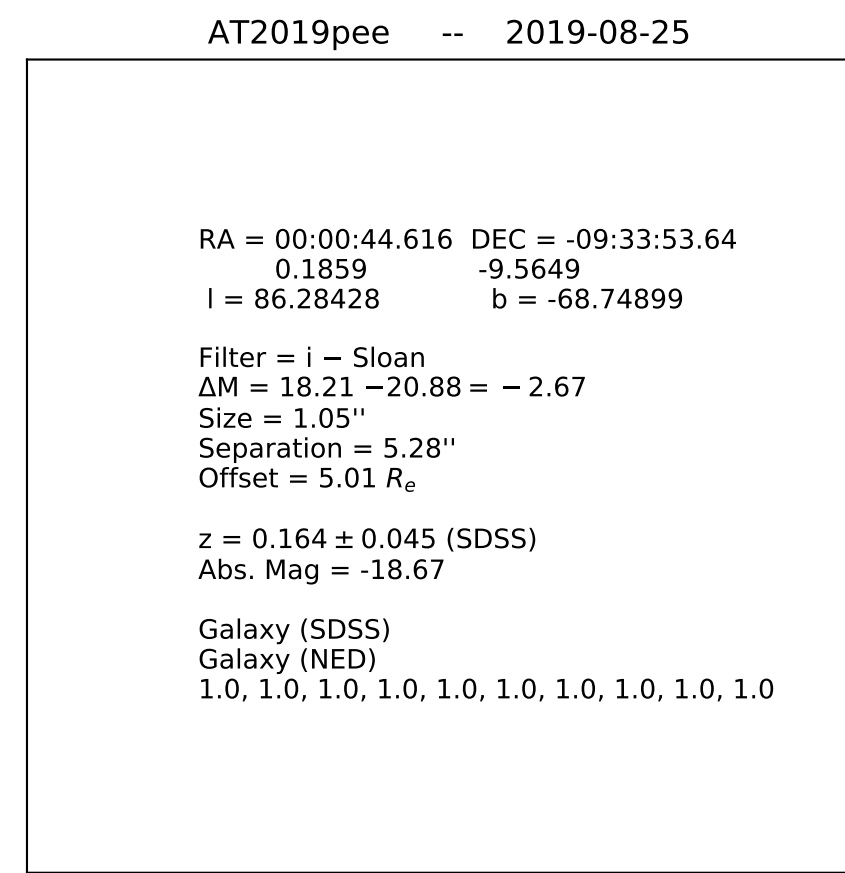 AT2019pee -- 2019-08-25
RA = 00:00:44.616 DEC = -09:33:53.64
0.1859 -9.5649
l = 86.28428 b = -68.74899
Filter = i − Sloan
ΔM = 18.21 −20.88 = − 2.67
Size = 1.05''
Separation = 5.28''
Offset = 5.01 Rₑ
z = 0.164 ± 0.045 (SDSS)
Abs. Mag = -18.67
Galaxy (SDSS)
Galaxy (NED)
1.0, 1.0, 1.0, 1.0, 1.0, 1.0, 1.0, 1.0, 1.0, 1.0